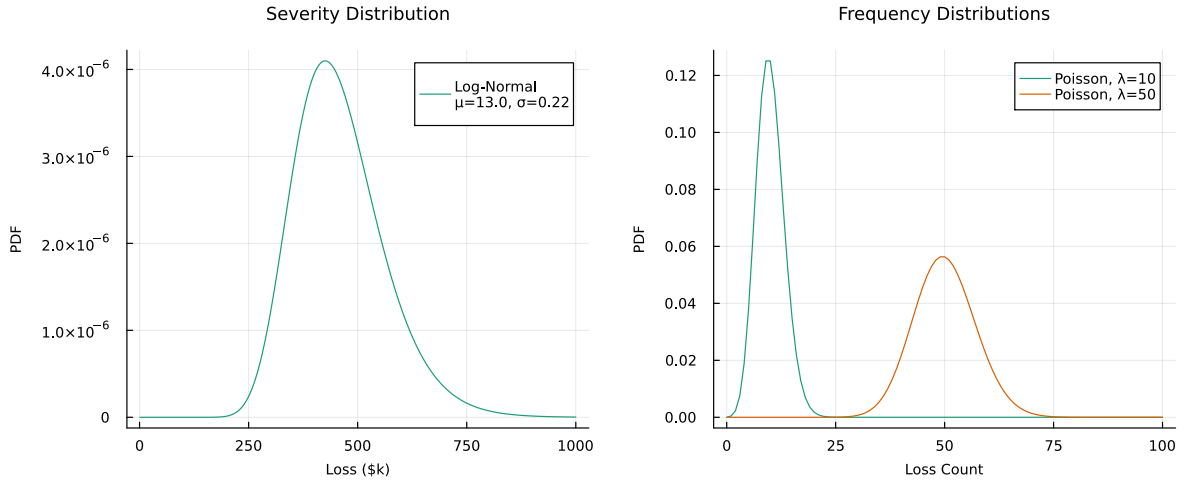 Severity Distribution
4.0×10⁻⁶
3.0×10⁻⁶
2.0×10⁻⁶
1.0×10⁻⁶
0
PDF
Log-Normal
μ=13.0, σ=0.22
0 250 500 750 1000
Loss ($k)
Frequency Distributions
0.12
0.10
0.08
0.06
0.04
0.02
0.00
PDF
Poisson, λ=10
Poisson, λ=50
0 25 50 75 100
Loss Count